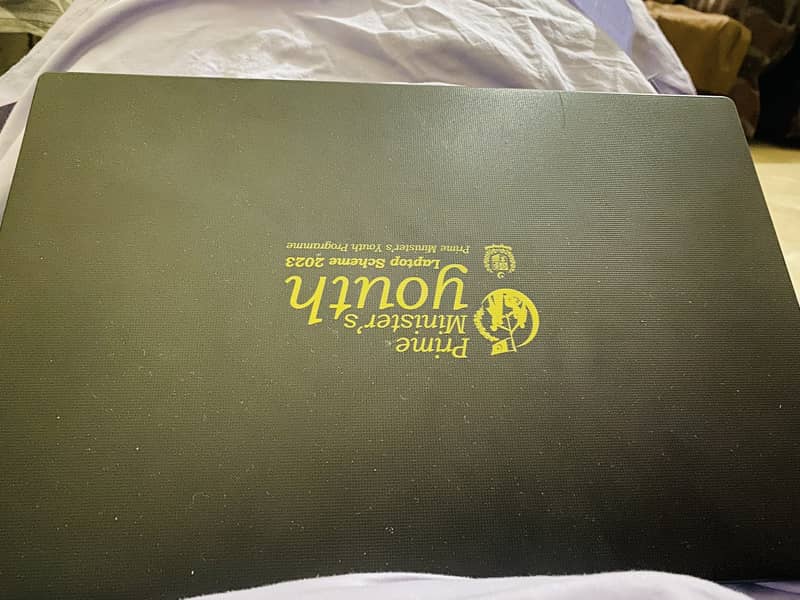 Prime
Minister's
youth
Laptop Scheme 2023
Prime Minister's Youth Programme